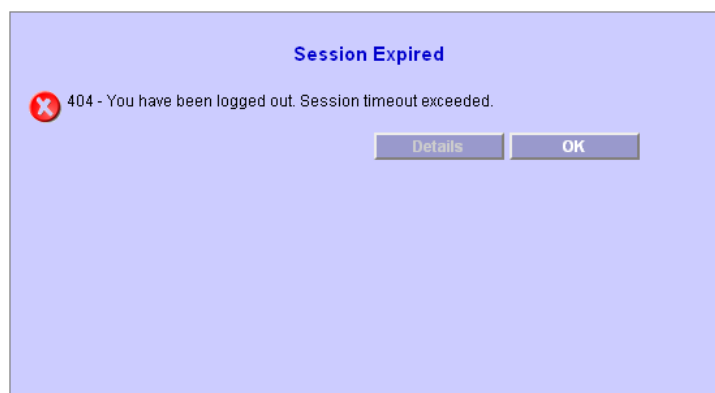 Session Expired
404 - You have been logged out. Session timeout exceeded.
Details OK